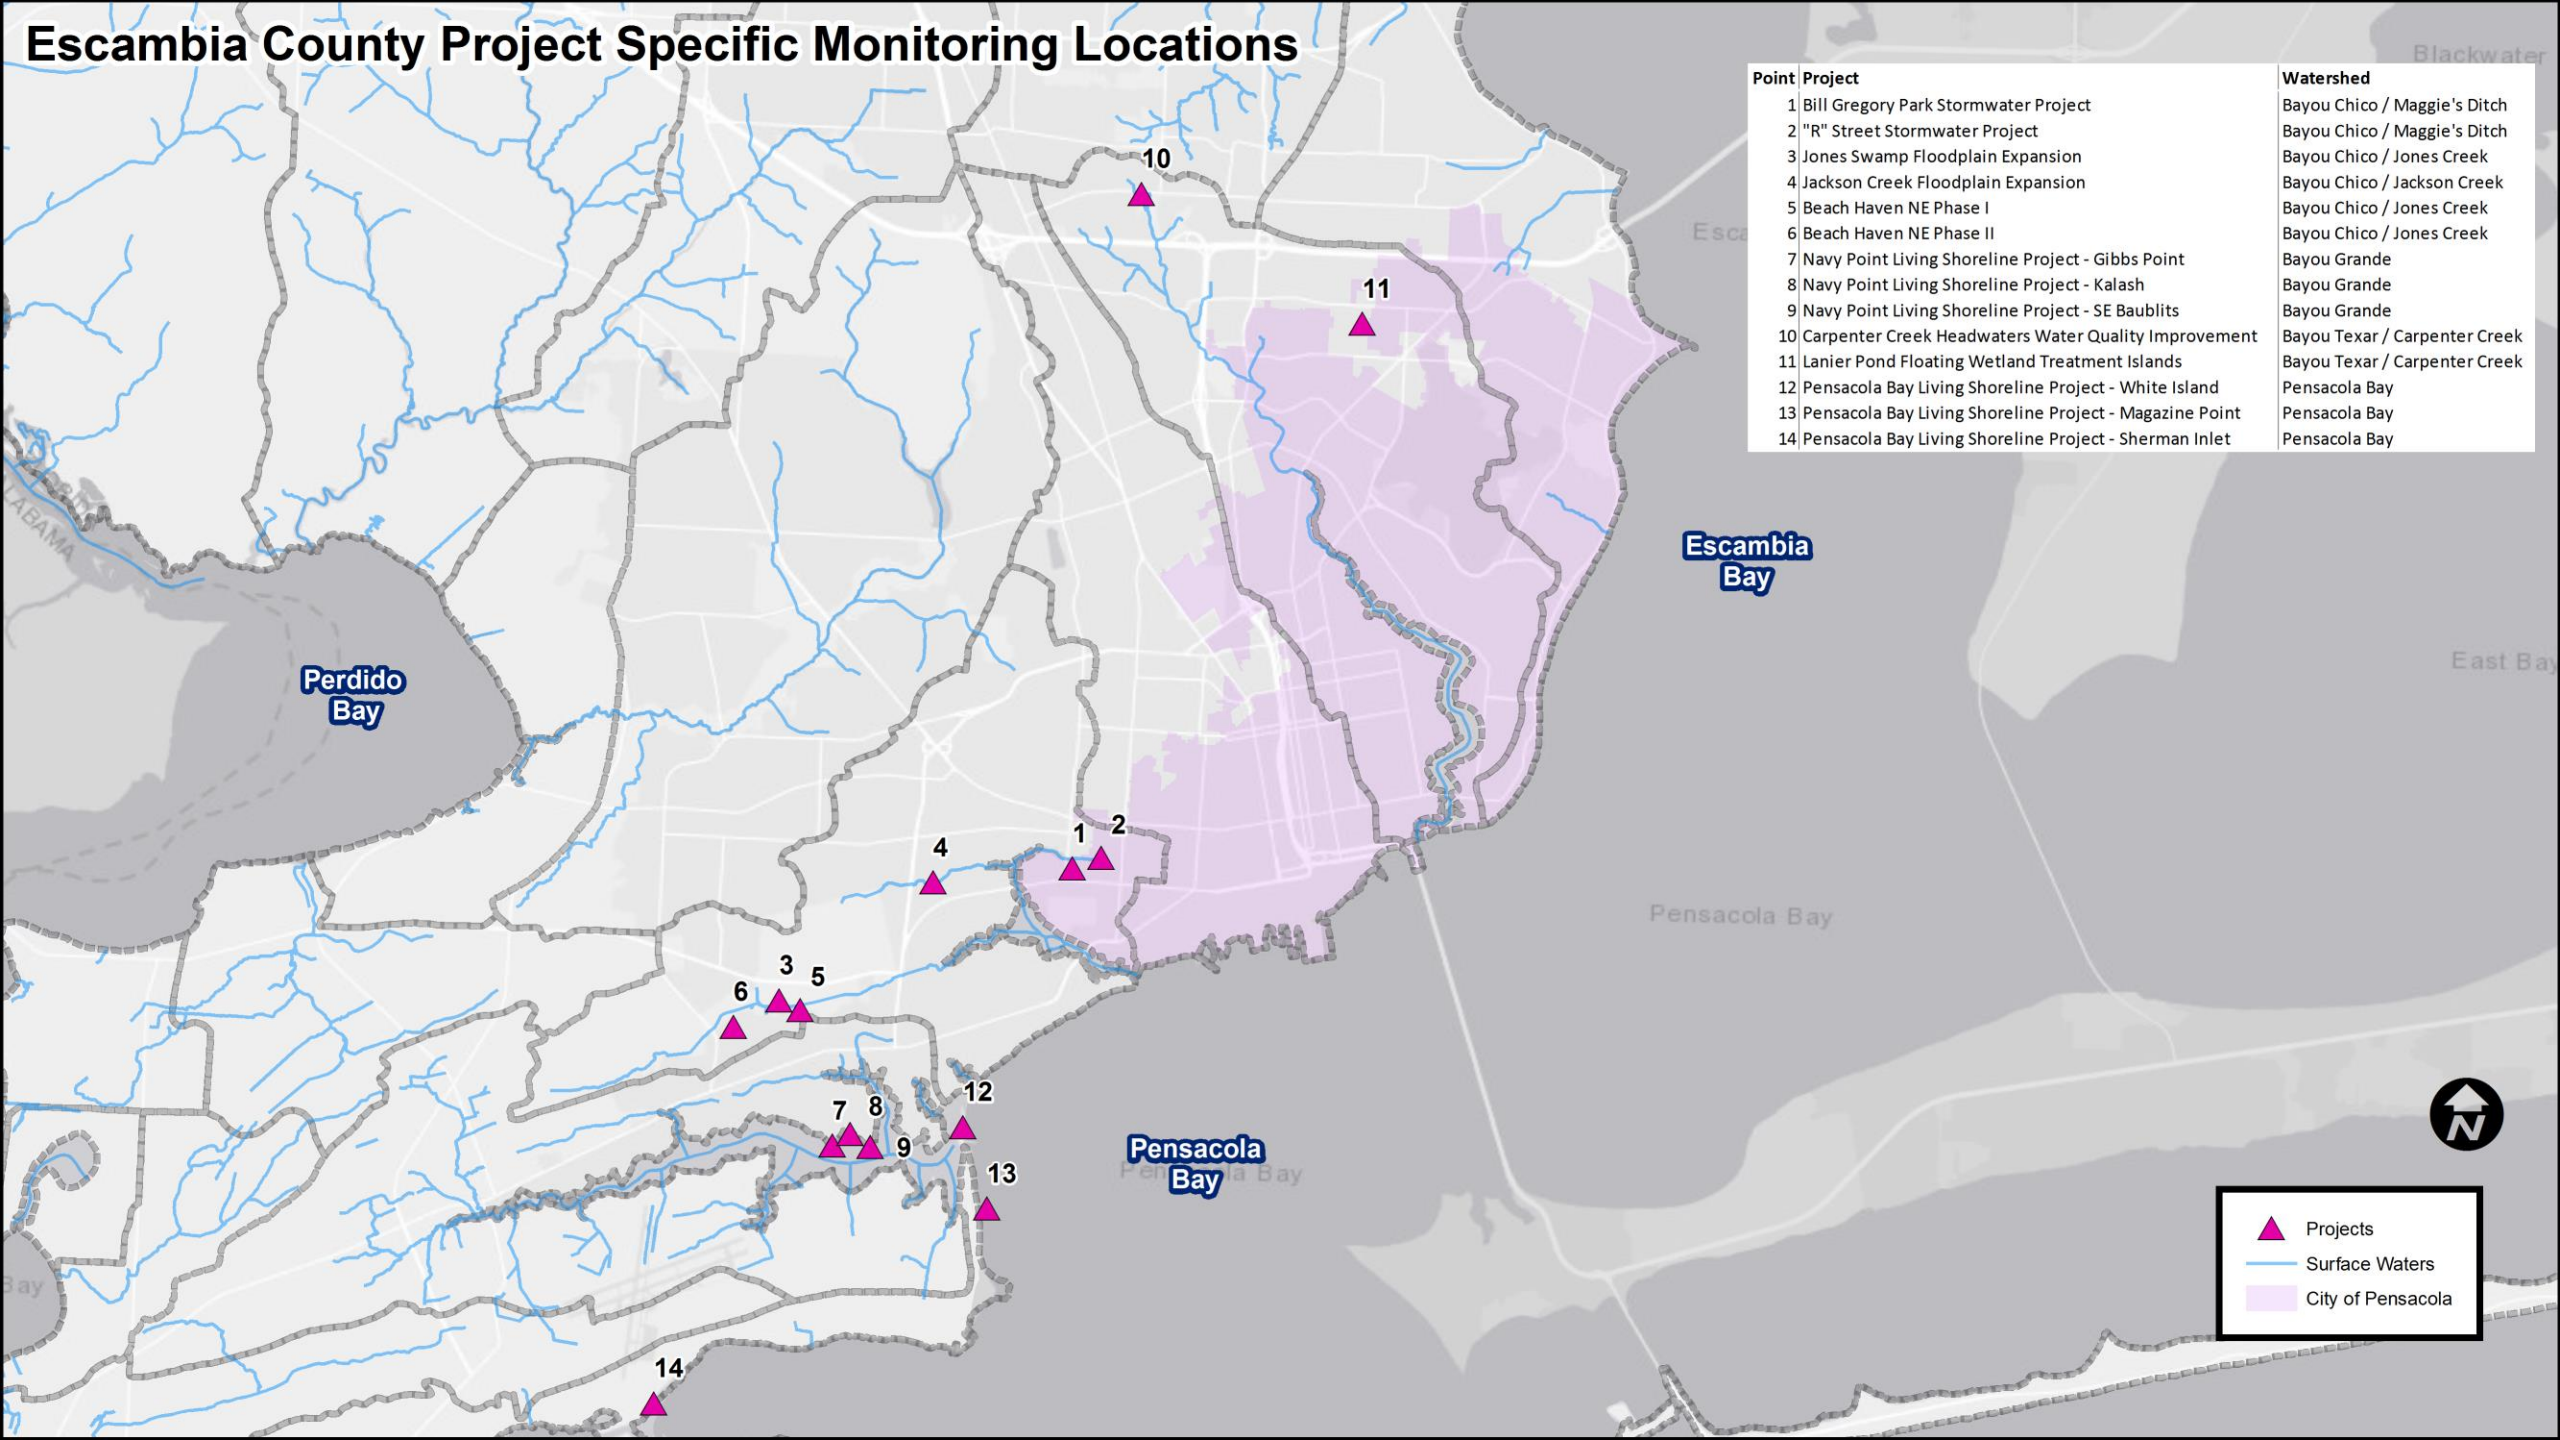 Escambia County Project Specific Monitoring Locations
Blackwater
Point Project Watershed
1 Bill Gregory Park Stormwater Project Bayou Chico / Maggie's Ditch
2 "R" Street Stormwater Project Bayou Chico / Maggie's Ditch
3 Jones Swamp Floodplain Expansion Bayou Chico / Jones Creek
4 Jackson Creek Floodplain Expansion Bayou Chico / Jackson Creek
5 Beach Haven NE Phase I Bayou Chico / Jones Creek
6 Beach Haven NE Phase II Bayou Chico / Jones Creek
7 Navy Point Living Shoreline Project - Gibbs Point Bayou Grande
8 Navy Point Living Shoreline Project - Kalash Bayou Grande
9 Navy Point Living Shoreline Project - SE Baublits Bayou Grande
10 Carpenter Creek Headwaters Water Quality Improvement Bayou Texar / Carpenter Creek
11 Lanier Pond Floating Wetland Treatment Islands Bayou Texar / Carpenter Creek
12 Pensacola Bay Living Shoreline Project - White Island Pensacola Bay
13 Pensacola Bay Living Shoreline Project - Magazine Point Pensacola Bay
14 Pensacola Bay Living Shoreline Project - Sherman Inlet Pensacola Bay
10
Esca
11
LABAMA
Escambia
Bay
East Bay
Perdido
Bay
1
2
4
Pensacola Bay
3
5
6
12
7
8
9
Pensacola
Bay
Pensacola Bay
13
N
Bay
14
Projects
Surface Waters
City of Pensacola